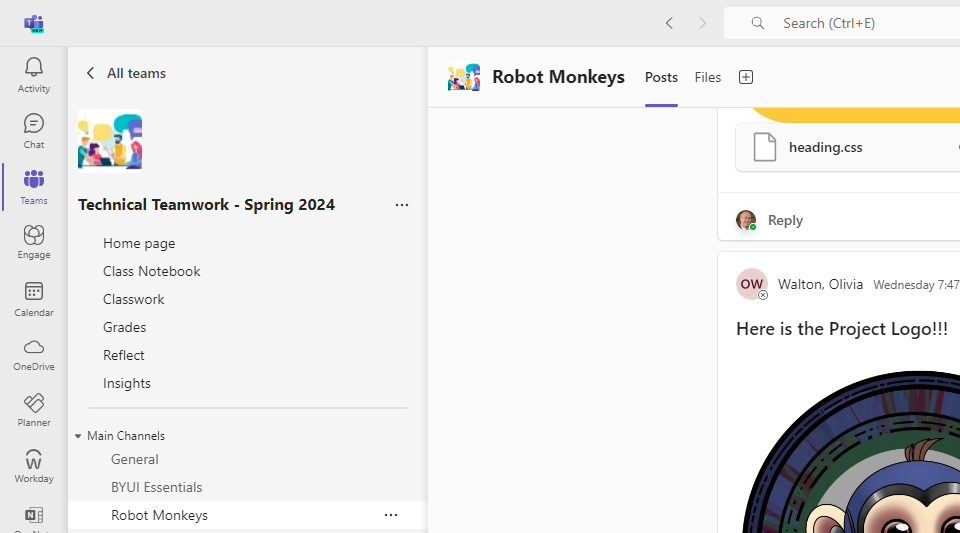 NEW
Search (Ctrl+E)
Activity
Chat
Teams
Engage
Calendar
OneDrive
Planner
Workday
All teams
Technical Teamwork - Spring 2024
Home page
Class Notebook
Classwork
Grades
Reflect
Insights
Main Channels
General
BYUI Essentials
Robot Monkeys
Robot Monkeys
Posts
Files
heading.css
Reply
OW
Walton, Olivia
Wednesday 7:47
Here is the Project Logo!!!